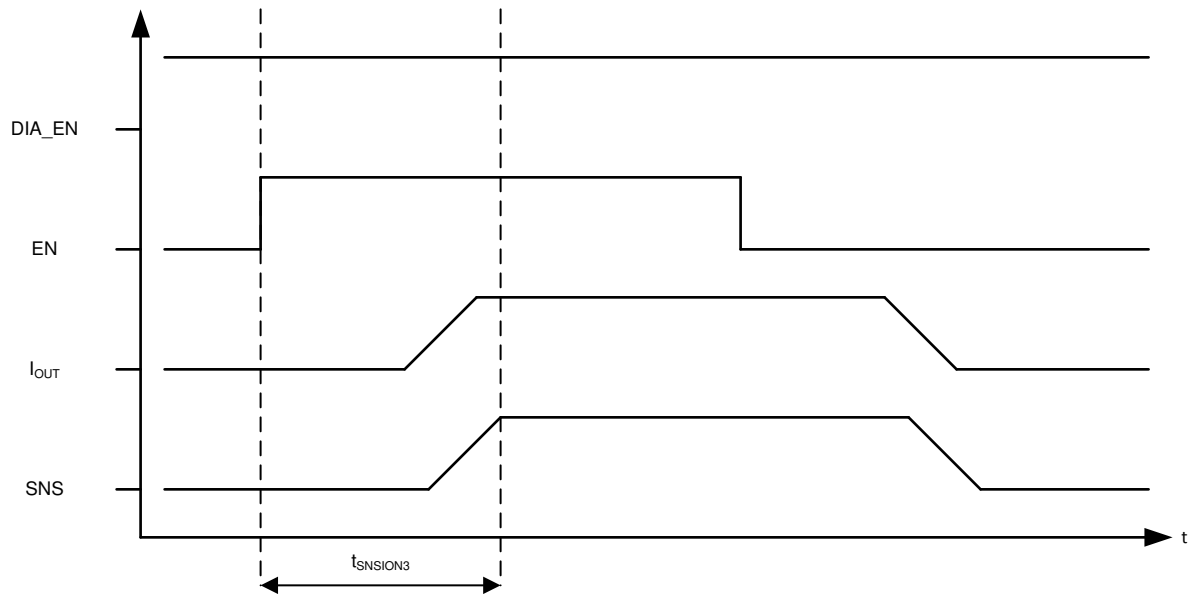 DIA_EN
EN
IOUT
SNS
t
tSNSION3